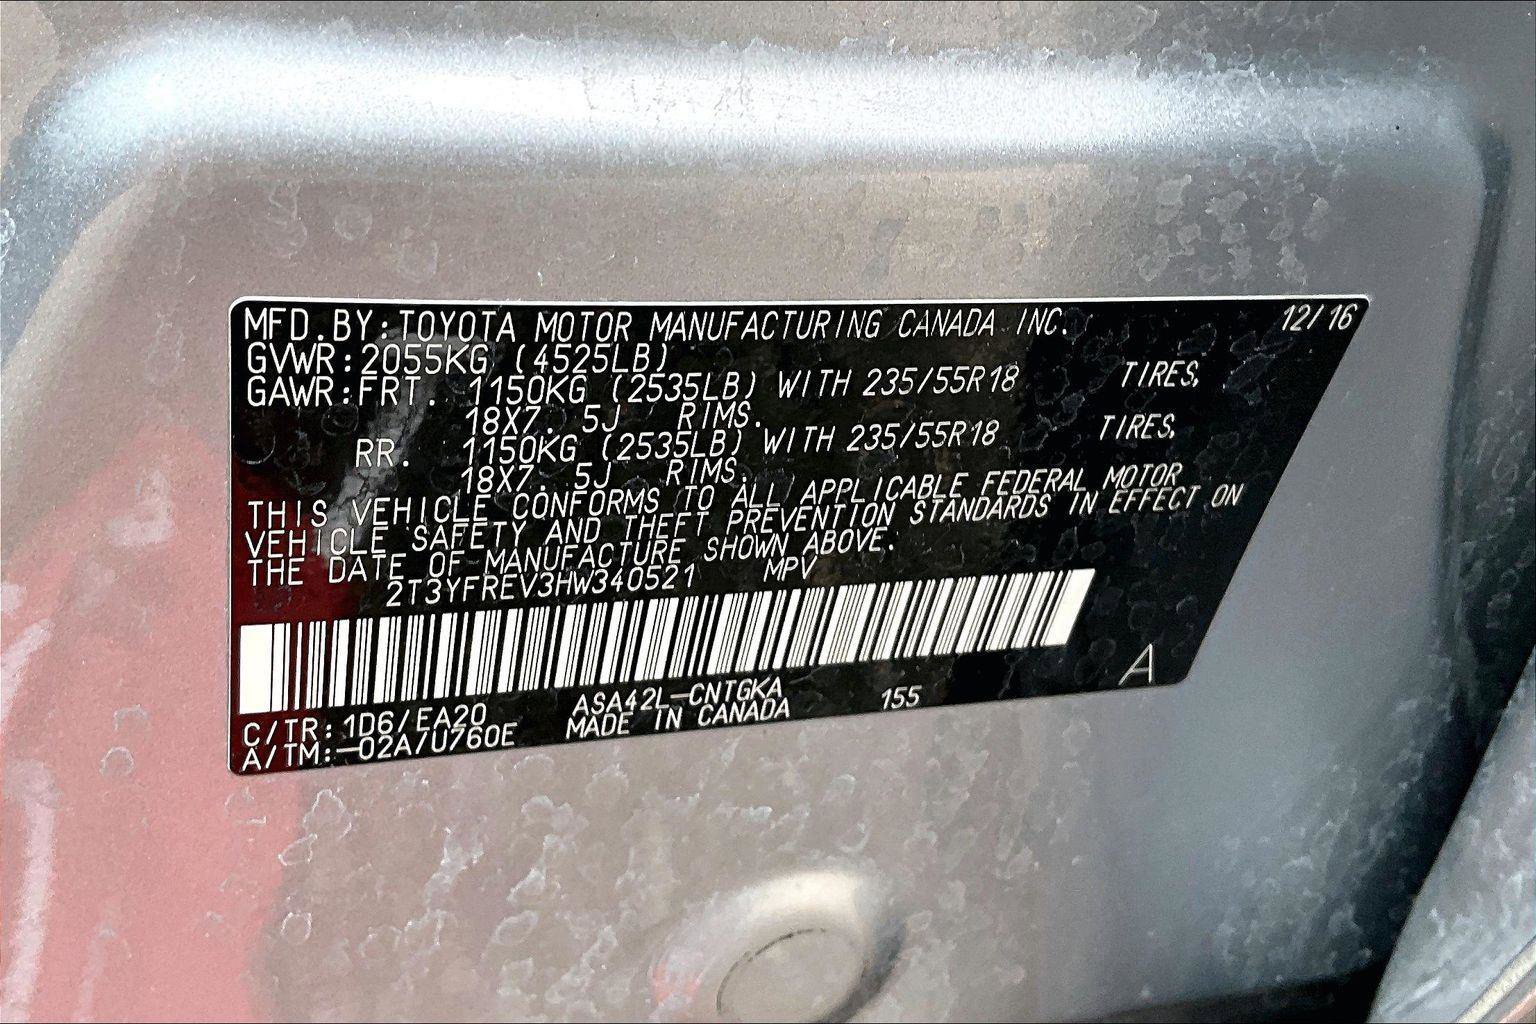 MFD.BY:TOYOTA MOTOR MANUFACTURING CANADA INC. 12/16
GVWR:2055KG (4525LB)
GAWR:FRT. 1150KG (2535LB) WITH 235/55R18 TIRES,
18X7. 5J RIMS.
RR. 1150KG (2535LB) WITH 235/55R18 TIRES,
18X7. 5J RIMS.
THIS VEHICLE CONFORMS TO ALL APPLICABLE FEDERAL MOTOR
VEHICLE SAFETY AND THEFT PREVENTION STANDARDS IN EFFECT ON
THE DATE OF MANUFACTURE SHOWN ABOVE.
2T3YFREV3HW340521 MPV
C/TR:1D6/EA20 ASA42L-CNTGKA 155 A
A/TM:-02A/U760E MADE IN CANADA